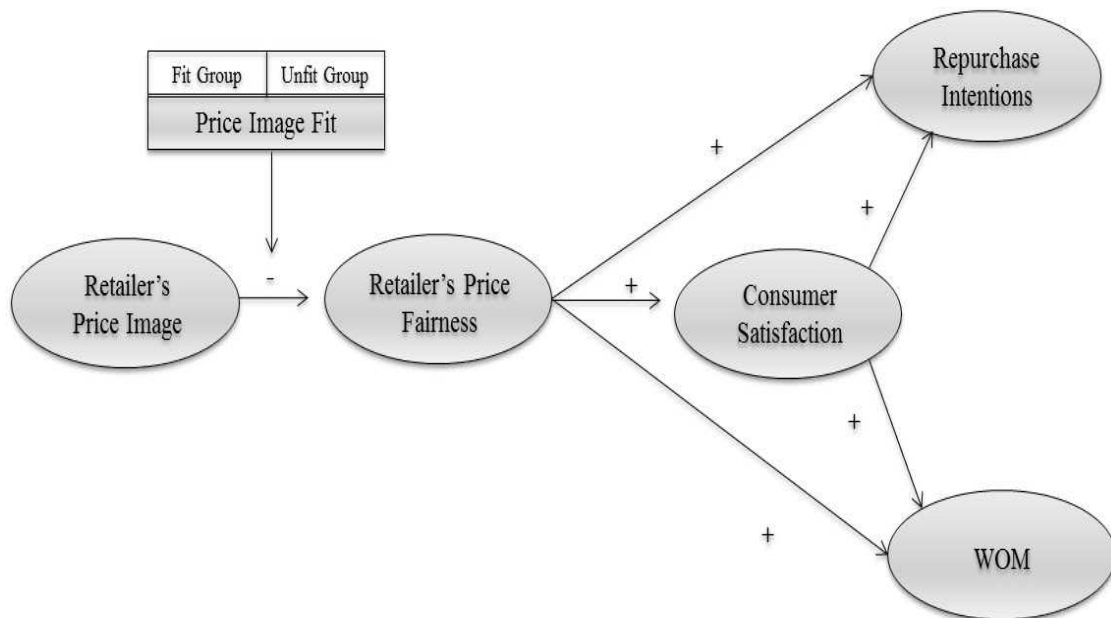 Fit Group
Unfit Group
Price Image Fit
Repurchase
Intentions
+
+
-
Retailer's
Price Image
Retailer's Price
Fairness
+
Consumer
Satisfaction
+
+
WOM